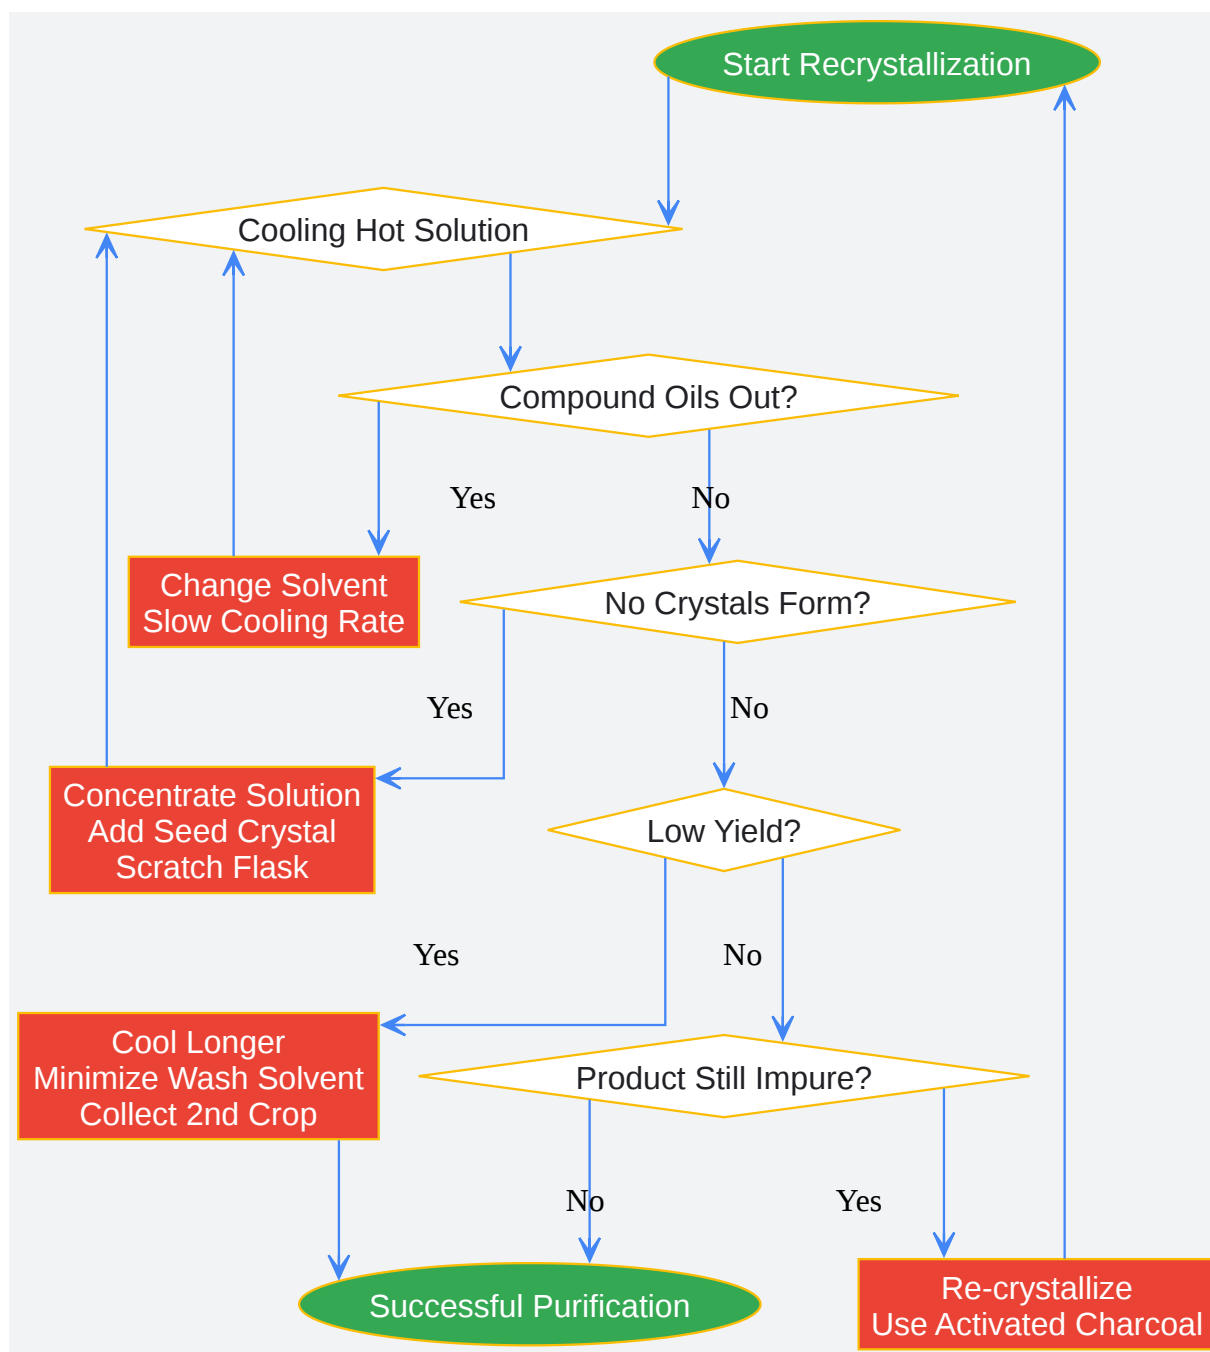 Start Recrystallization
Cooling Hot Solution
Compound Oils Out?
Yes
No
Change Solvent
Slow Cooling Rate
No Crystals Form?
Yes
No
Concentrate Solution
Add Seed Crystal
Scratch Flask
Low Yield?
Yes
No
Cool Longer
Minimize Wash Solvent
Collect 2nd Crop
Product Still Impure?
No
Yes
Successful Purification
Re-crystallize
Use Activated Charcoal